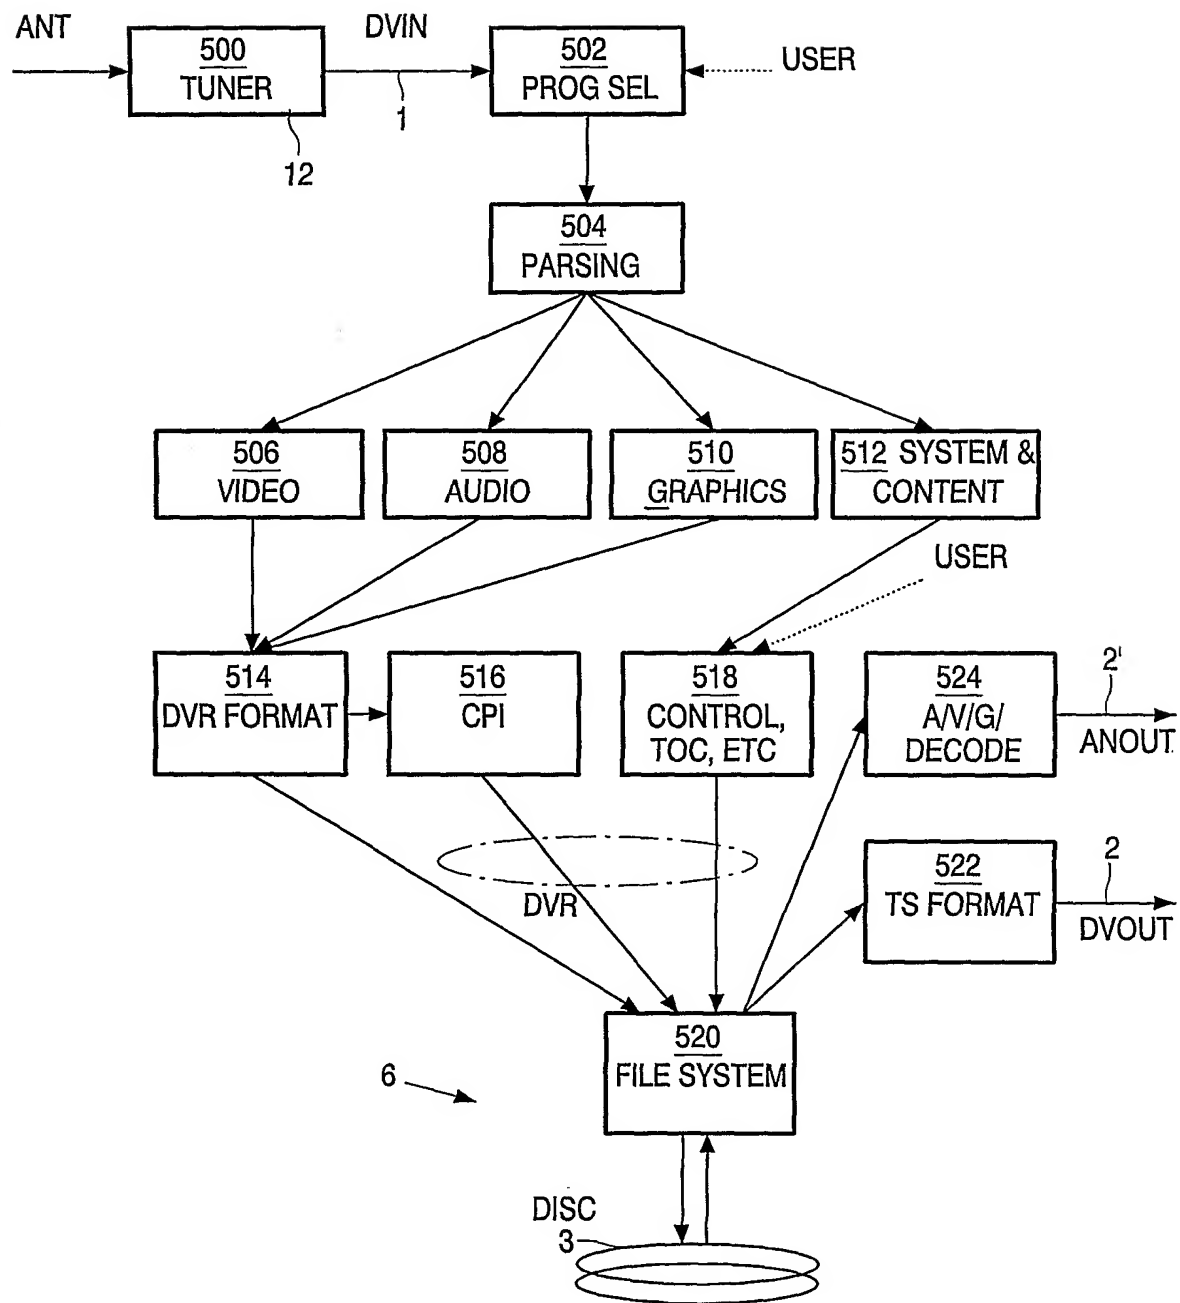 ANT
500
TUNER
12
DVIN
1
502
PROG SEL
USER
504
PARSING
506
VIDEO
508
AUDIO
510
GRAPHICS
512 SYSTEM &
CONTENT
USER
514
DVR FORMAT
516
CPI
518
CONTROL,
TOC, ETC
524
A/V/G/
DECODE
2'
ANOUT
522
TS FORMAT
2
DVOUT
DVR
520
FILE SYSTEM
6
DISC
3